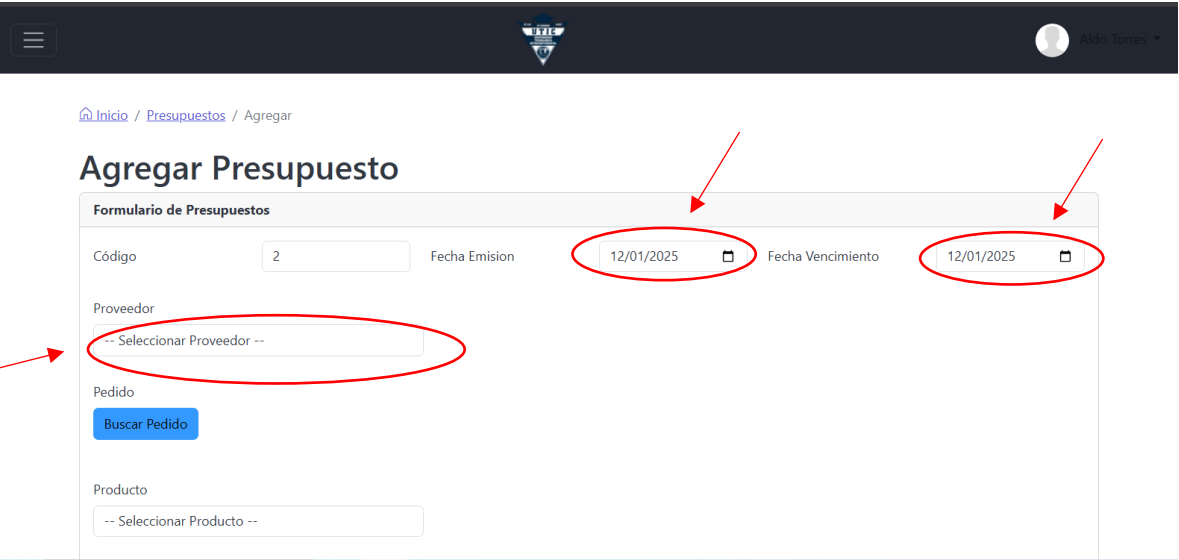 UTIC
Aldo Torres
Inicio / Presupuestos / Agregar
Agregar Presupuesto
Formulario de Presupuestos
Código 2 Fecha Emision 12/01/2025 Fecha Vencimiento 12/01/2025
Proveedor
-- Seleccionar Proveedor --
Pedido
Buscar Pedido
Producto
-- Seleccionar Producto --